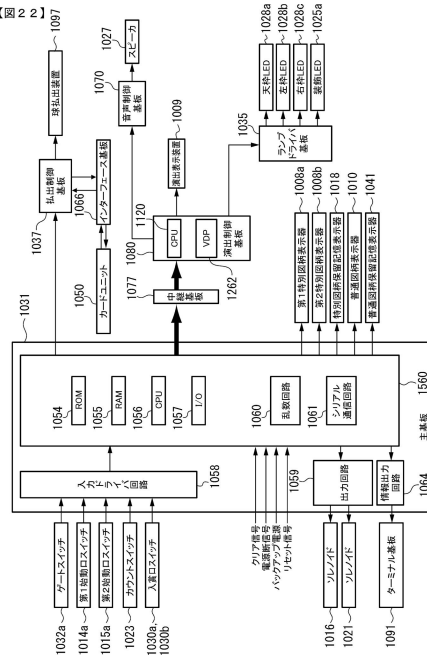 【図22】
1031
1037
払出制御
基板
1097
球払出装置
1066
インターフェース基板
1050
カードユニット
1027
スピーカ
1070
音声制御
基板
1009
演出表示装置
1080
1120
CPU
VDP
演出制御基板
1262
1077
中継基板
1035
ランプ
ドライバ
基板
天枠LED
1028a
左枠LED
1028b
右枠LED
1028c
装飾LED
1025a
第1特別図柄表示器
1008a
第2特別図柄表示器
1008b
特別図柄保留記憶表示器
1018
普通図柄表示器
1010
普通図柄保留記憶表示器
1041
1054
ROM
1055
RAM
1056
CPU
1057
I/O
1060
乱数回路
1061
シリアル
通信回路
1560
主基板
入力ドライバ回路
1058
1032a
ゲートスイッチ
1014a
第1始動口スイッチ
1015a
第2始動口スイッチ
1023
カウントスイッチ
1030a,
1030b
入賞口スイッチ
クリア信号
電源断信号
バックアップ電源
リセット信号
1059
出力回路
情報出力
回路
1064
1016
ソレノイド
1021
ソレノイド
1091
ターミナル基板